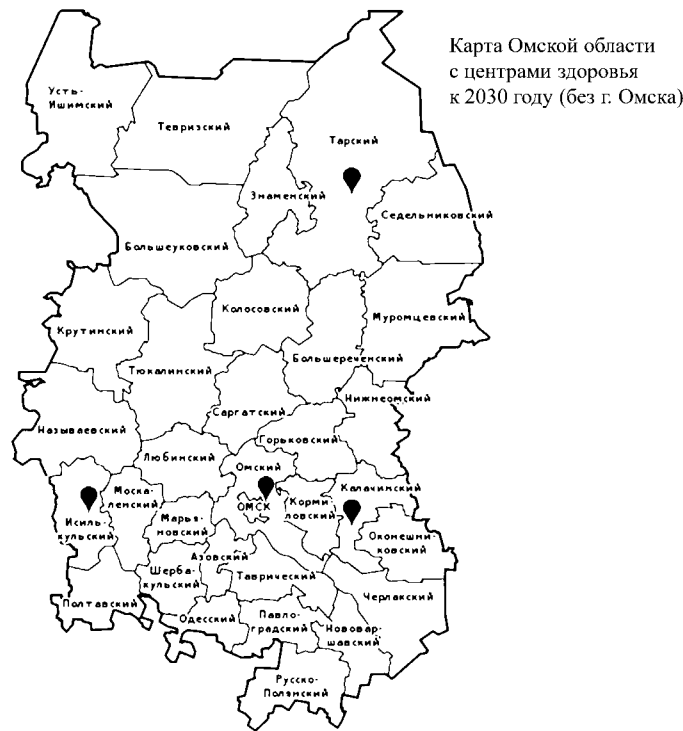 Карта Омской области
с центрами здоровья
к 2030 году (без г. Омска)
Усть-
Ишимский
Тевризский
Тарский
Знаменский
Седельниковский
Большеуковский
Колосовский
Муромцевский
Крутинский
Большереченский
Тюкалинский
Нижнеомский
Саргатский
Называевский
Горьковский
Любинский
Омский
Калачинский
Моска-
ленский
ОМСК
Корми-
ловский
Исиль-
кульский
Марья-
новский
Оконешни-
ковский
Азовский
Шерба-
кульский
Таврический
Черлакский
Полтавский
Одесский
Павло-
градский
Нововар-
шавский
Русско-
Полянский